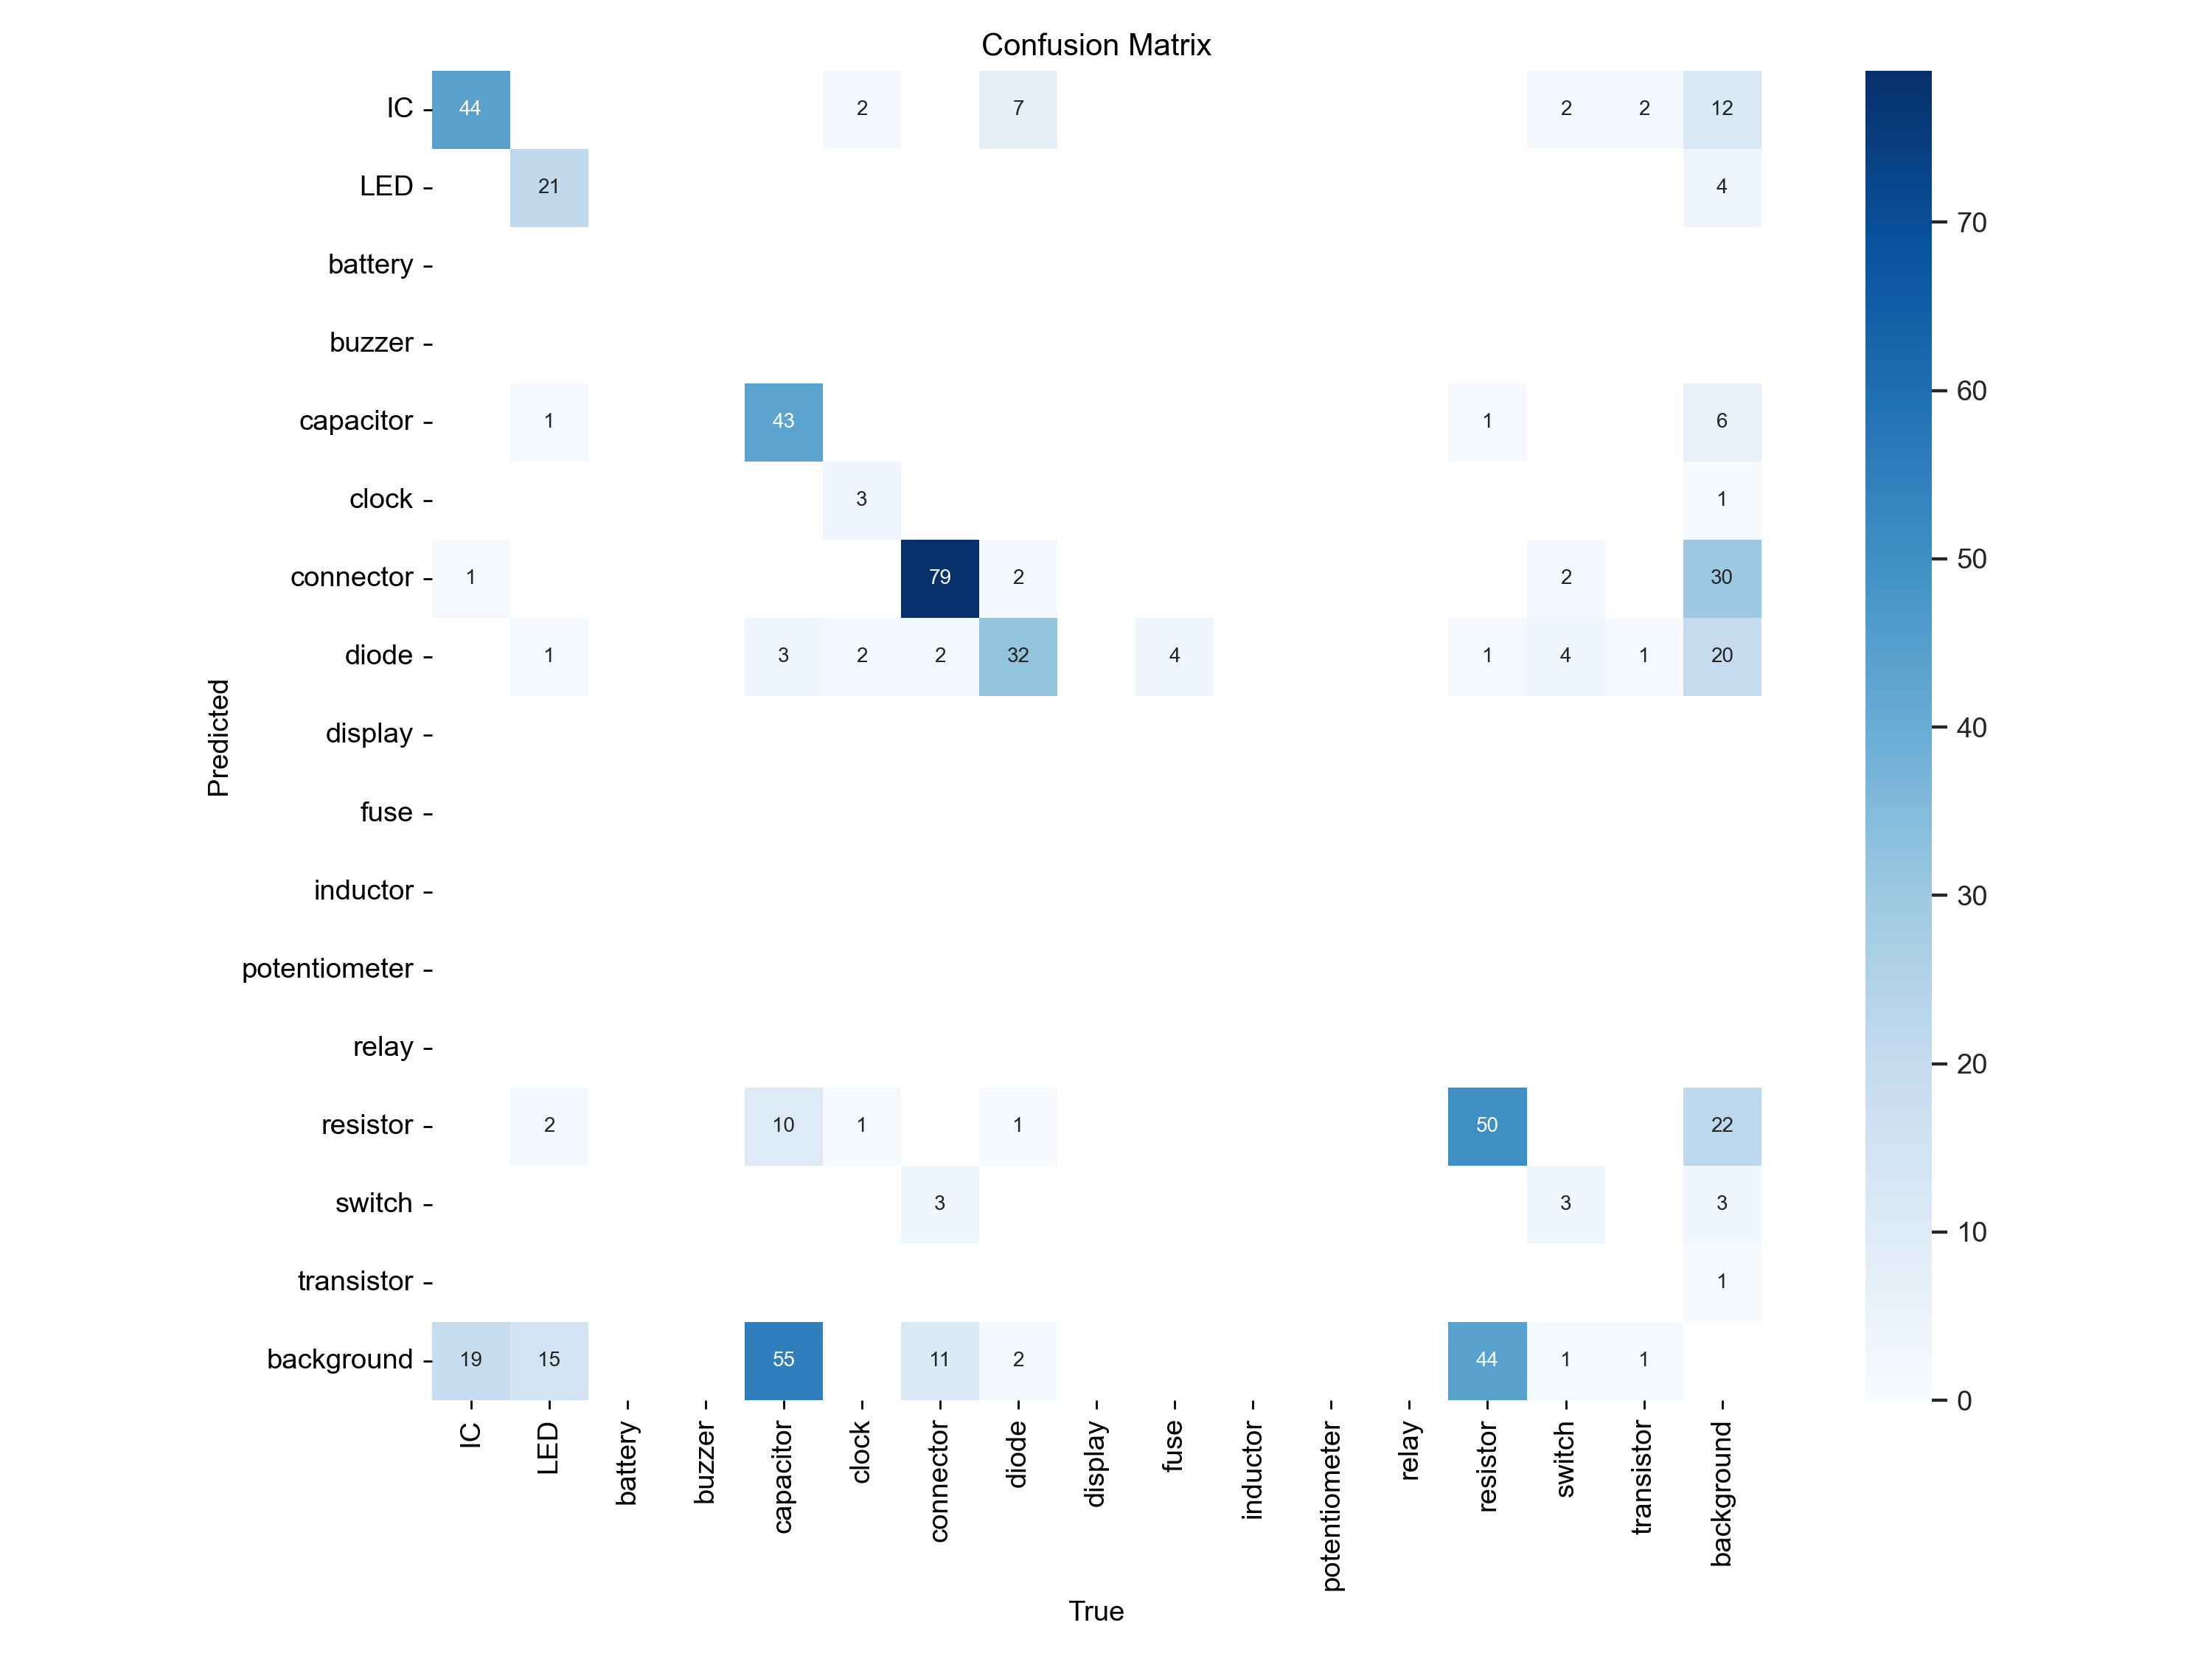 Confusion Matrix
IC 44 2 7 2 2 12
LED 21 4
battery
buzzer
capacitor 1 43 1 6
clock 3 1
connector 1 79 2 2 30
diode 1 3 2 2 32 4 1 4 1 20
display
fuse
inductor
potentiometer
relay
resistor 2 10 1 1 50 22
switch 3 3 3
transistor 1
background 19 15 55 11 2 44 1 1
Predicted
IC
LED
battery
buzzer
capacitor
clock
connector
diode
display
fuse
inductor
potentiometer
relay
resistor
switch
transistor
background
True
70
60
50
40
30
20
10
0